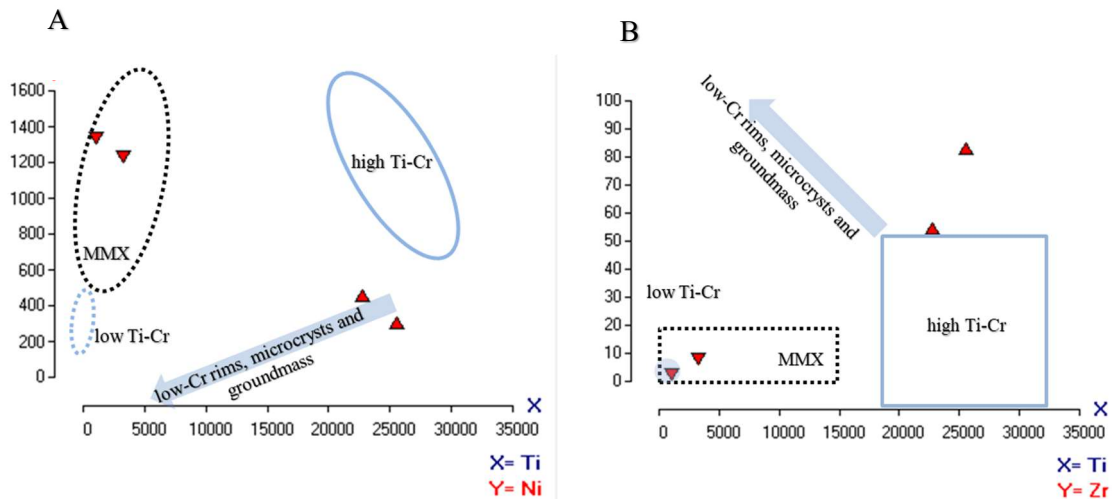 A
1600
1400
1200
1000
800
600
400
200
0
high Ti-Cr
MMX
low Ti-Cr
low-Cr rims, microcrysts and
groundmass
0 5000 10000 15000 20000 25000 30000 35000
X
X= Ti
Y= Ni
B
100
90
80
70
60
50
40
30
20
10
0
low-Cr rims, microcrysts and
groundmass
low Ti-Cr
high Ti-Cr
MMX
0 5000 10000 15000 20000 25000 30000 35000
X
X= Ti
Y= Zr